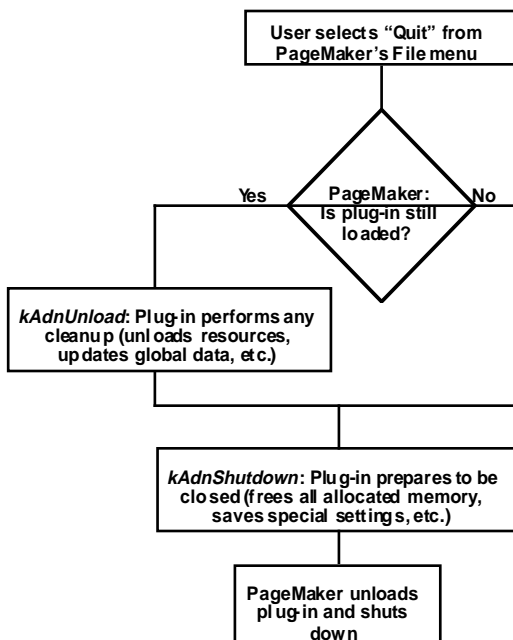 User selects “Quit” from
PageMaker’s File menu
PageMaker:
Is plug-in still
loaded?
Yes
No
kAdnUnload: Plug-in performs any
cleanup (unloads resources,
updates global data, etc.)
kAdnShutdown: Plug-in prepares to be
closed (frees all allocated memory,
saves special settings, etc.)
PageMaker unloads
plug-in and shuts
down